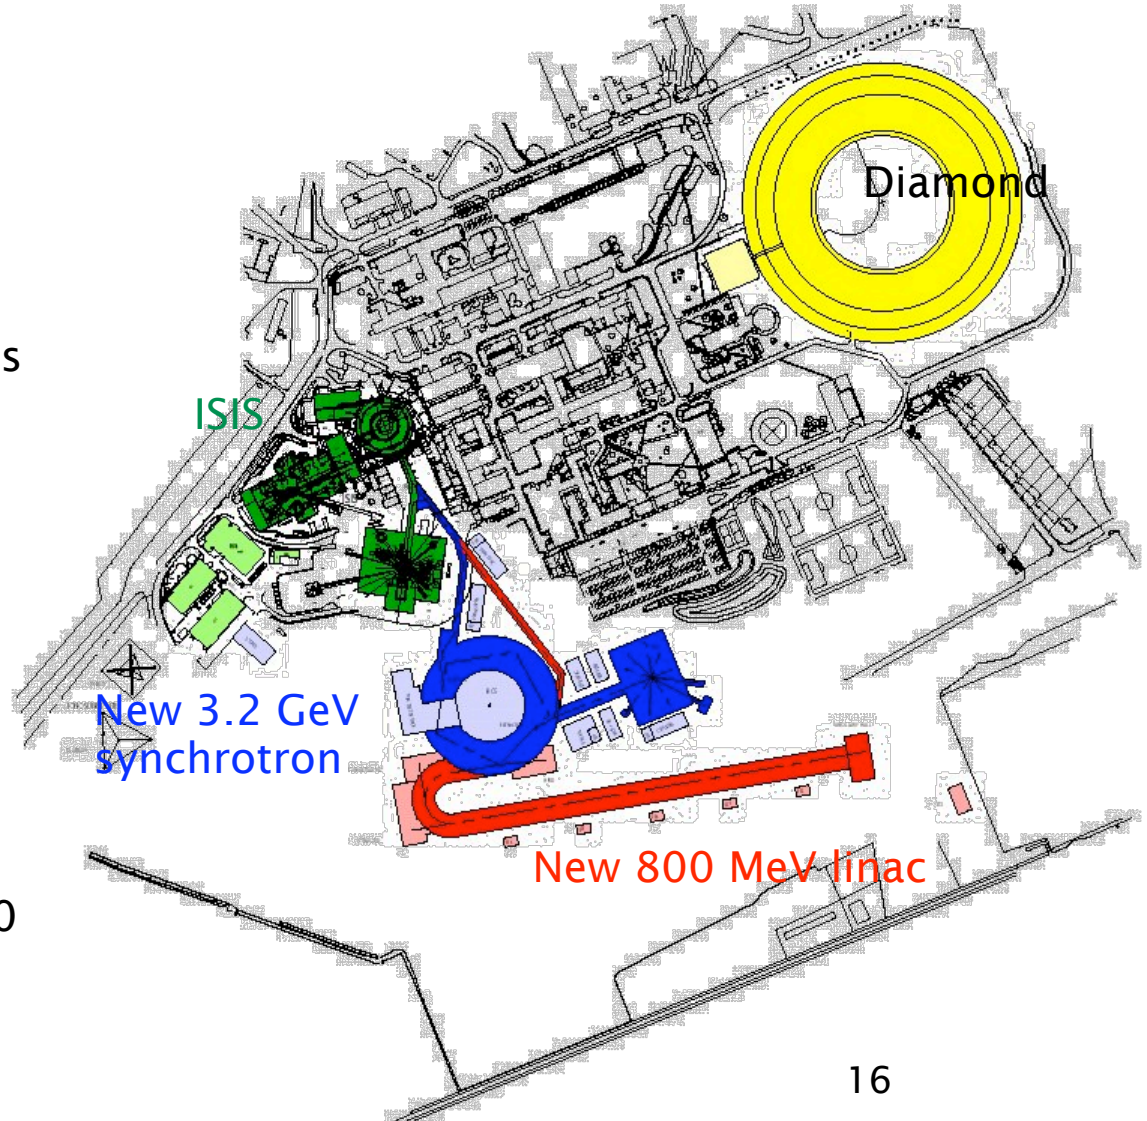 Diamond
s
ISIS
New 3.2 GeV
synchrotron
New 800 MeV linac
0
16